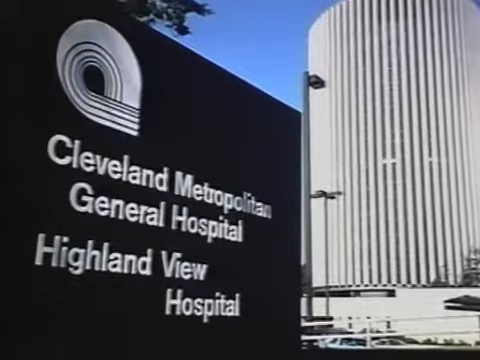 Cleveland Metropolitan
General Hospital
Highland View
Hospital